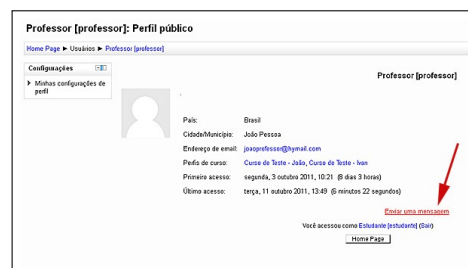 Professor [professor]: Perfil público
Home Page ► Usuários ► Professor [professor]
Configurações
Minhas configurações de perfil
Professor [professor]
País: Brasil
Cidade/Município: João Pessoa
Endereço de email: joaoprofessor@hymail.com
Perfis de curso: Curso de Teste - João, Curso de Teste - Ivan
Primeiro acesso: segunda, 3 outubro 2011, 10:21 (8 dias 3 horas)
Último acesso: terça, 11 outubro 2011, 13:49 (6 minutos 22 segundos)
Enviar uma mensagem
Você acessou como Estudante [estudante] (Sair)
Home Page